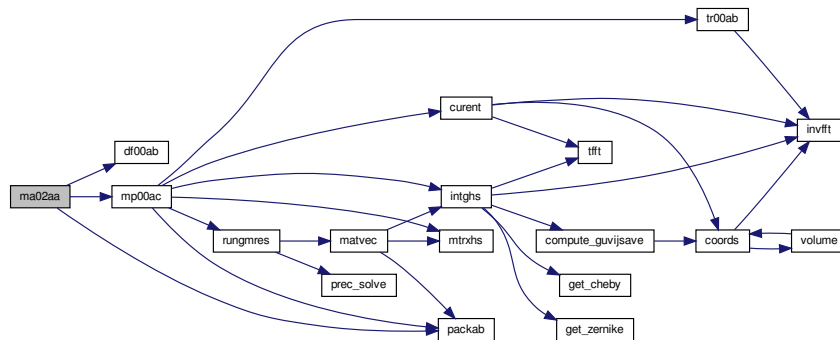 tr00ab
curent
invfft
df00ab
tfft
ma02aa
mp00ac
intghs
rungmres
matvec
mtrxhs
compute_guvijsave
coords
volume
prec_solve
get_cheby
packab
get_zernike